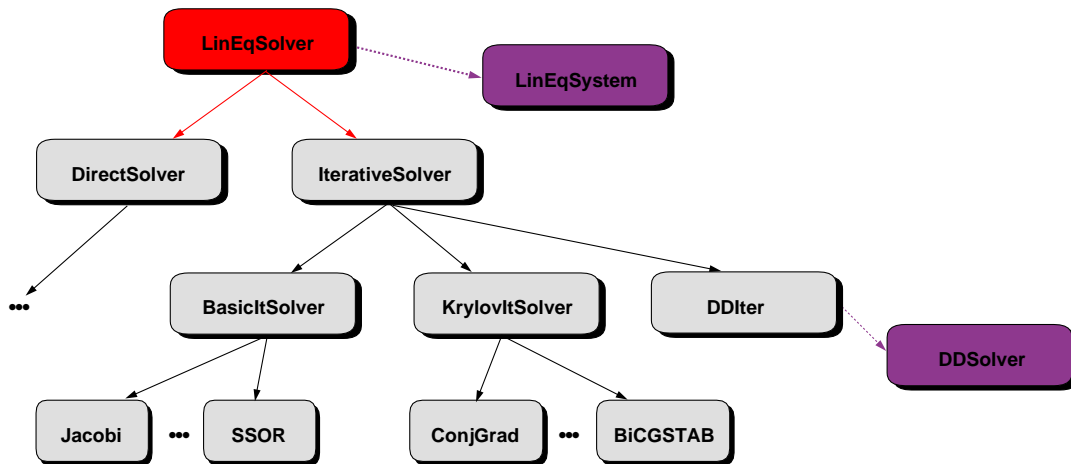 LinEqSolver
LinEqSystem
DirectSolver
IterativeSolver
•••
BasicItSolver
KrylovItSolver
DDIter
DDSolver
Jacobi
•••
SSOR
ConjGrad
•••
BiCGSTAB